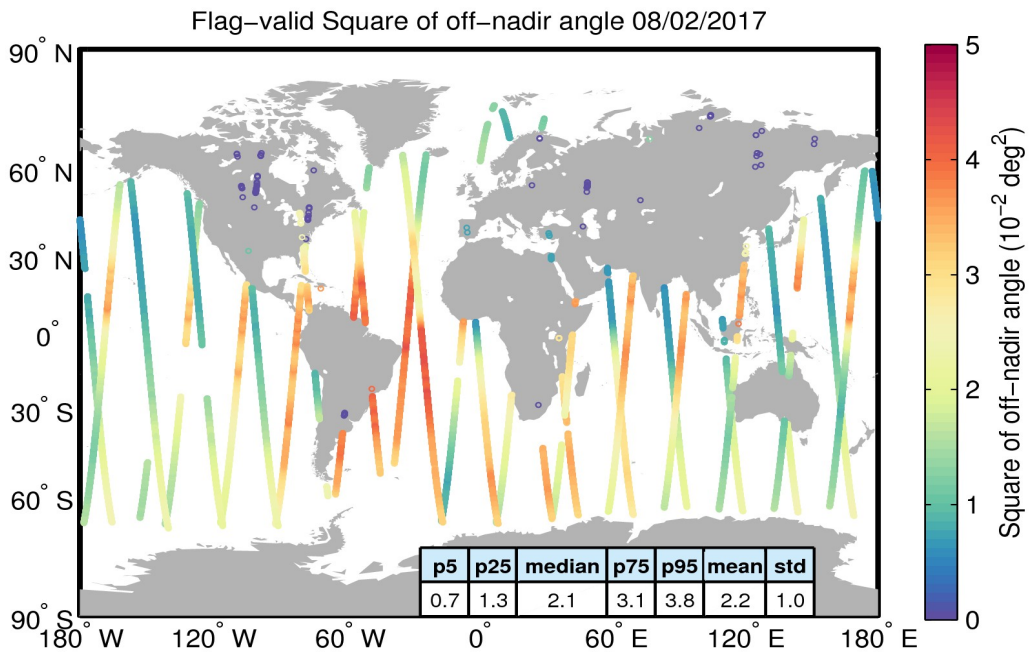 Flag-valid Square of off-nadir angle 08/02/2017
90° N
60° N
30° N
0°
30° S
60° S
90° S
180° W
120° W
60° W
0°
60° E
120° E
180° E
p5 p25 median p75 p95 mean std
0.7 1.3 2.1 3.1 3.8 2.2 1.0
5
4
3
2
1
0
Square of off-nadir angle (10⁻² deg²)